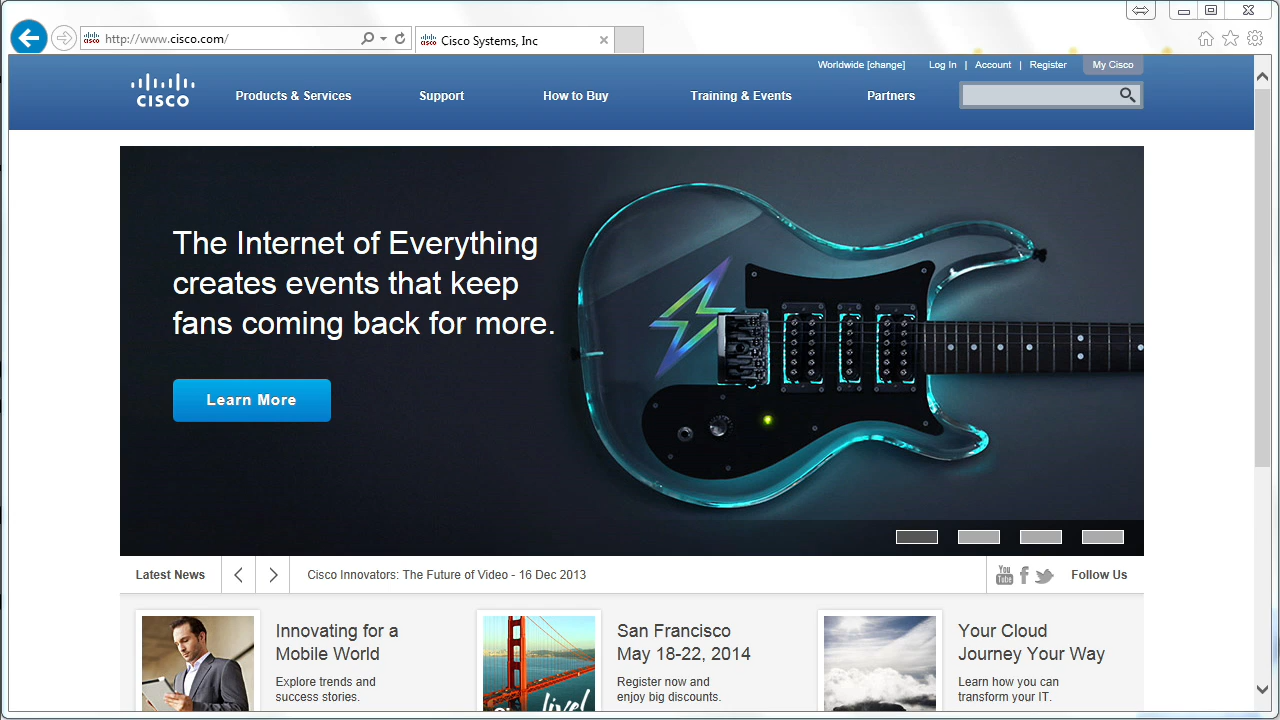 http://www.cisco.com/
Cisco Systems, Inc
Worldwide [change]
Log In | Account | Register
My Cisco
CISCO
Products & Services
Support
How to Buy
Training & Events
Partners
The Internet of Everything
creates events that keep
fans coming back for more.
Learn More
Latest News
Cisco Innovators: The Future of Video - 16 Dec 2013
You
Tube
Follow Us
Innovating for a
Mobile World
Explore trends and
success stories.
live!
San Francisco
May 18-22, 2014
Register now and
enjoy big discounts.
Your Cloud
Journey Your Way
Learn how you can
transform your IT.